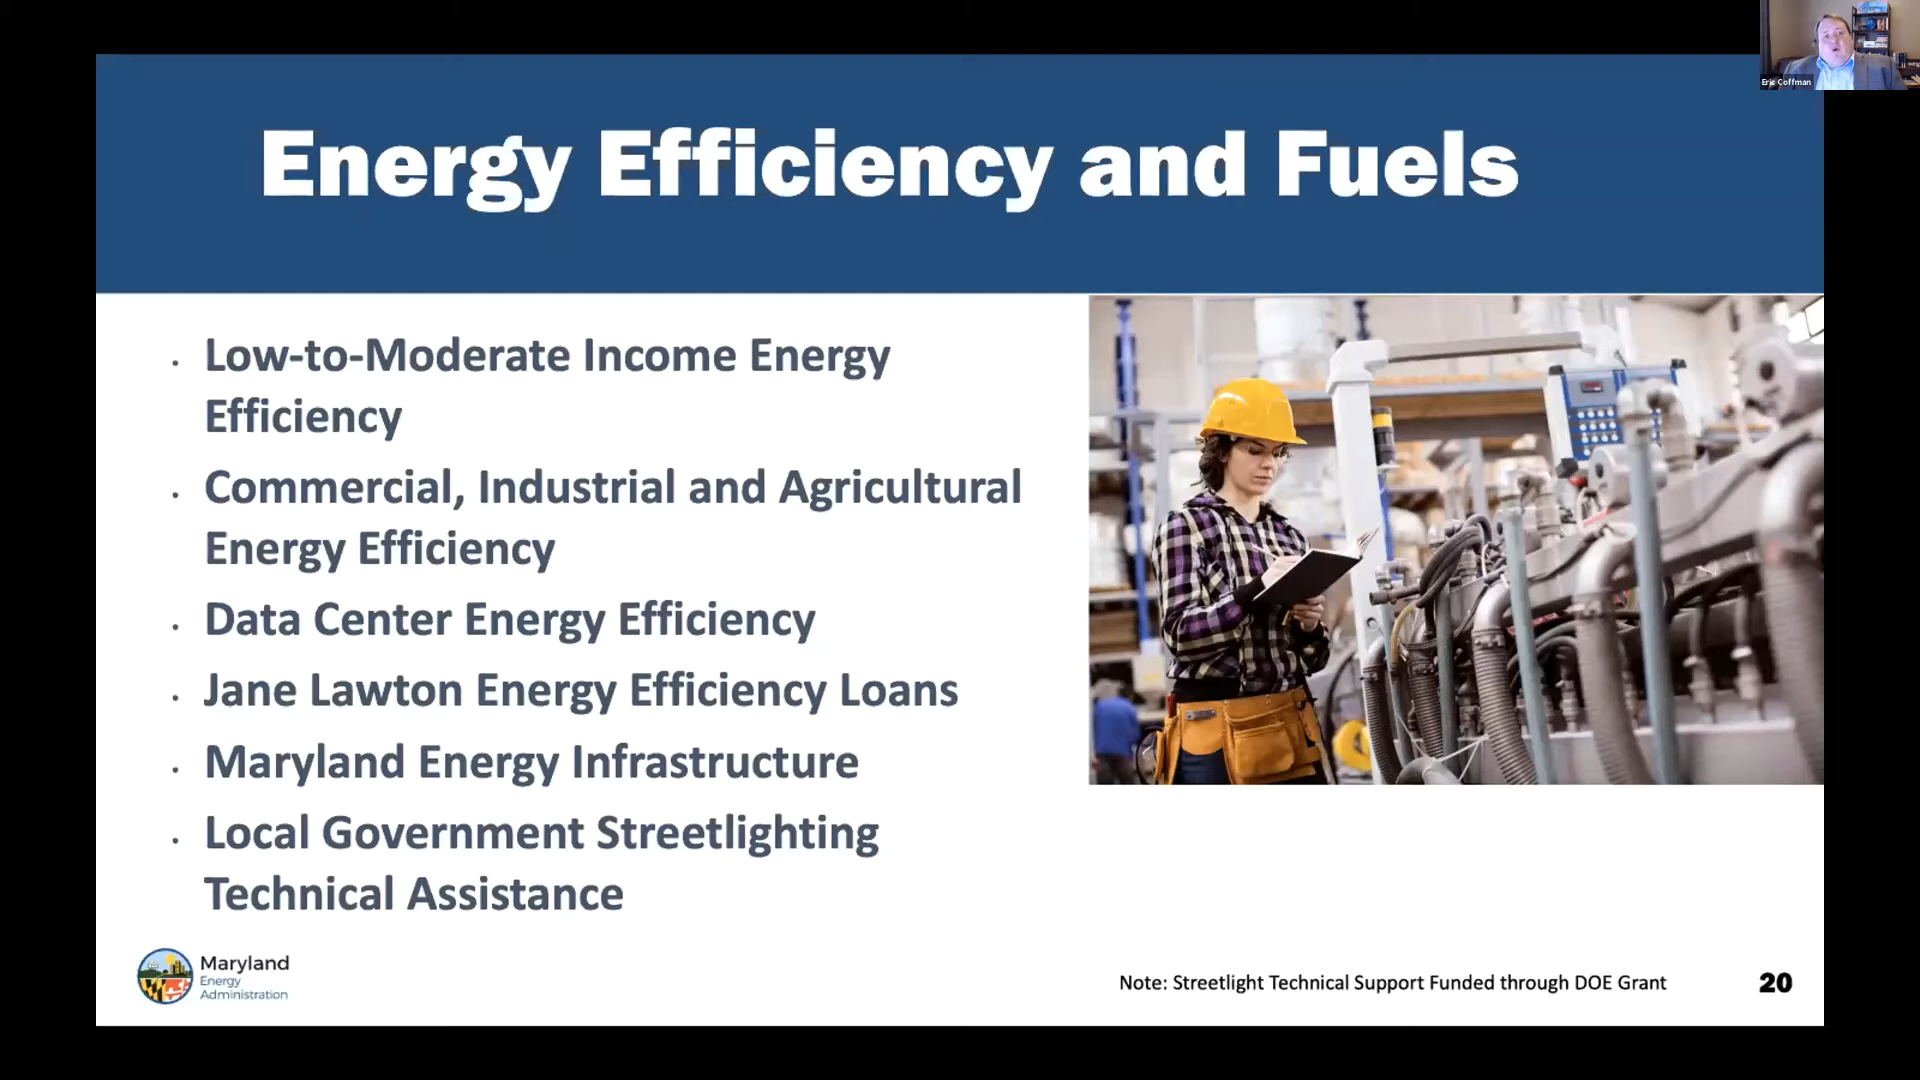 Eric Coffman
Energy Efficiency and Fuels
· Low-to-Moderate Income Energy
Efficiency
· Commercial, Industrial and Agricultural
Energy Efficiency
· Data Center Energy Efficiency
· Jane Lawton Energy Efficiency Loans
· Maryland Energy Infrastructure
· Local Government Streetlighting
Technical Assistance
Maryland
Energy
Administration
Note: Streetlight Technical Support Funded through DOE Grant
20